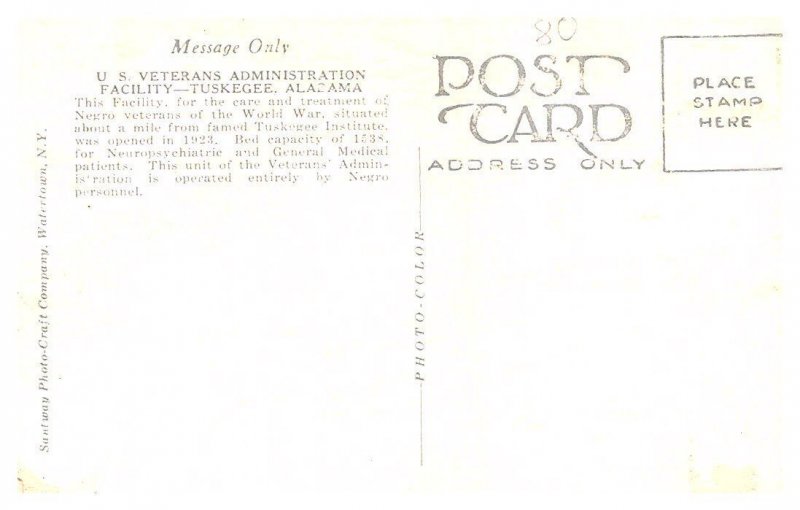 80
Message Only
U. S. VETERANS ADMINISTRATION
FACILITY—TUSKEGEE, ALABAMA
This Facility, for the care and treatment of
Negro veterans of the World War, situated
about a mile from famed Tuskegee Institute,
was opened in 1923. Bed capacity of 1538,
for Neuropsychiatric and General Medical
patients. This unit of the Veterans' Admin-
istration is operated entirely by Negro
personnel.
POST
CARD
ADDRESS ONLY
PLACE
STAMP
HERE
Santway Photo-Craft Company, Watertown, N.Y.
PHOTO-COLOR